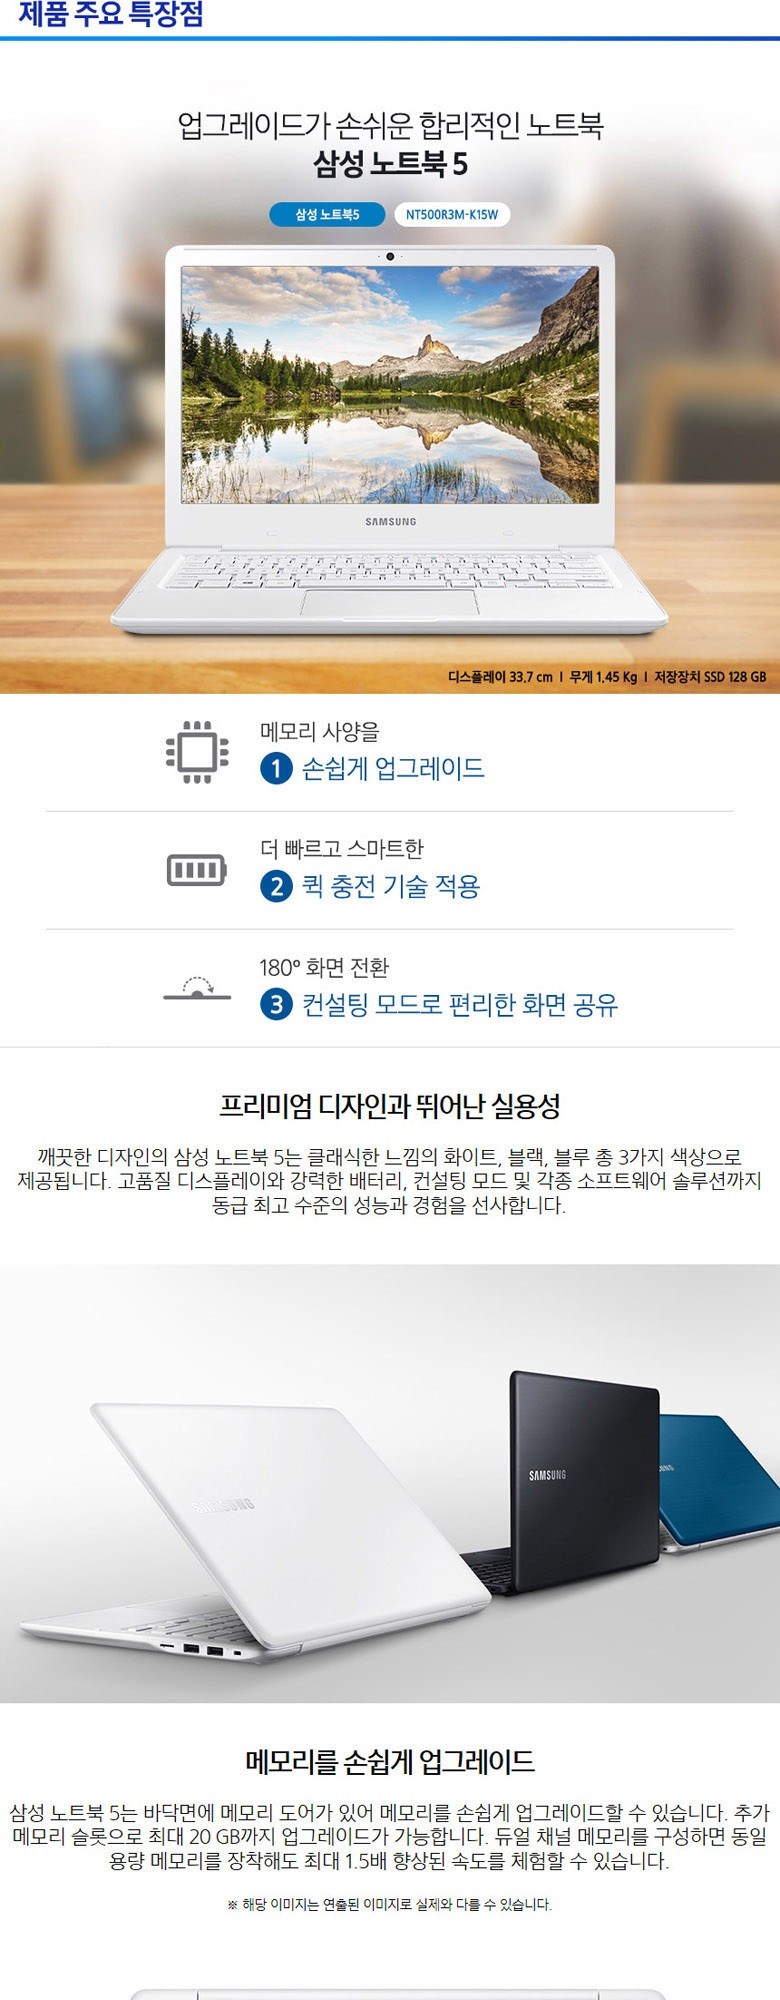 제품 주요 특장점
업그레이드가 손쉬운 합리적인 노트북
삼성 노트북 5
삼성 노트북5
NT500R3M-K15W
SAMSUNG
디스플레이 33.7 cm | 무게 1.45 Kg | 저장장치 SSD 128 GB
메모리 사양을
1 손쉽게 업그레이드
더 빠르고 스마트한
2 퀵 충전 기술 적용
180° 화면 전환
3 컨설팅 모드로 편리한 화면 공유
프리미엄 디자인과 뛰어난 실용성
깨끗한 디자인의 삼성 노트북 5는 클래식한 느낌의 화이트, 블랙, 블루 총 3가지 색상으로
제공됩니다. 고품질 디스플레이와 강력한 배터리, 컨설팅 모드 및 각종 소프트웨어 솔루션까지
동급 최고 수준의 성능과 경험을 선사합니다.
SAMSUNG
SAMSUNG
메모리를 손쉽게 업그레이드
삼성 노트북 5는 바닥면에 메모리 도어가 있어 메모리를 손쉽게 업그레이드할 수 있습니다. 추가
메모리 슬롯으로 최대 20 GB까지 업그레이드가 가능합니다. 듀얼 채널 메모리를 구성하면 동일
용량 메모리를 장착해도 최대 1.5배 향상된 속도를 체험할 수 있습니다.
※ 해당 이미지는 연출된 이미지로 실제와 다를 수 있습니다.